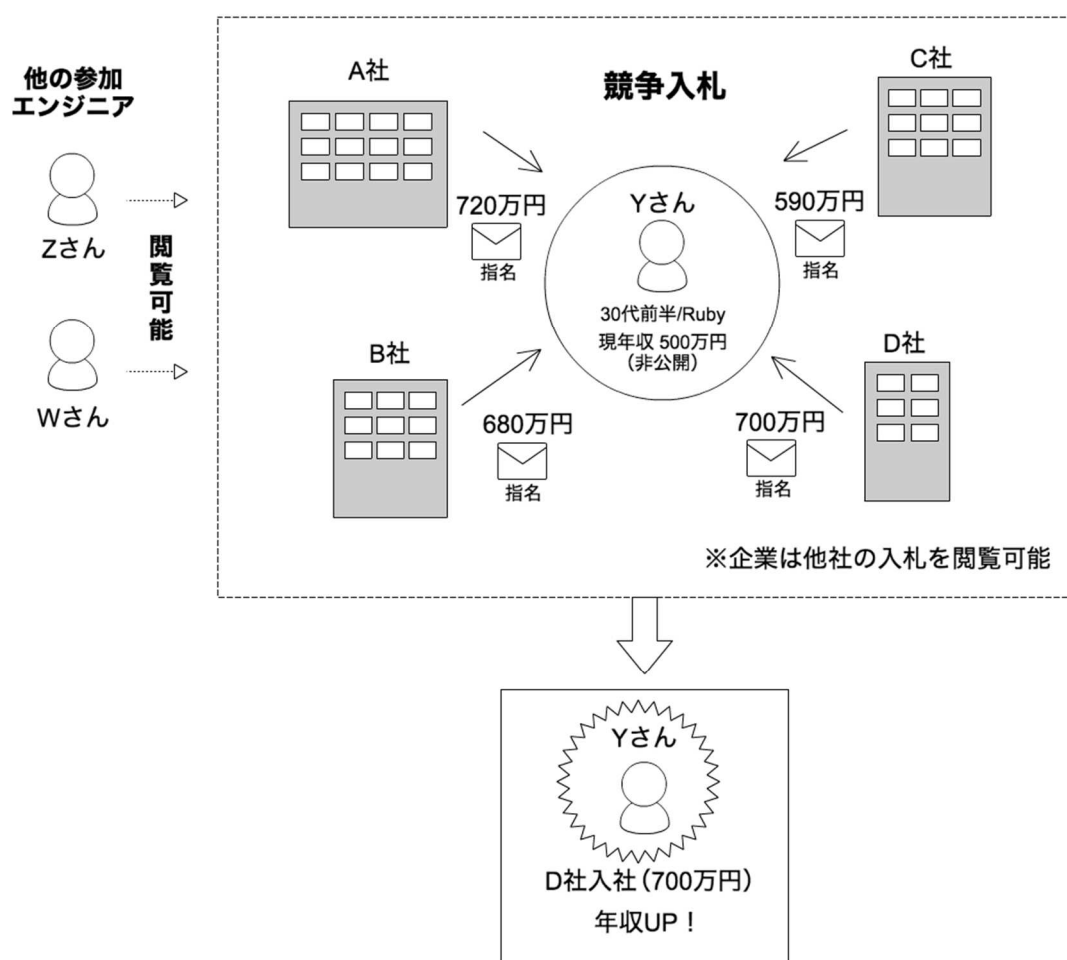 他の参加
エンジニア
Zさん
Wさん
閲覧可能
競争入札
A社
720万円
指名
C社
590万円
指名
Yさん
30代前半/Ruby
現年収 500万円
(非公開)
B社
680万円
指名
D社
700万円
指名
※企業は他社の入札を閲覧可能
Yさん
D社入社(700万円)
年収UP!